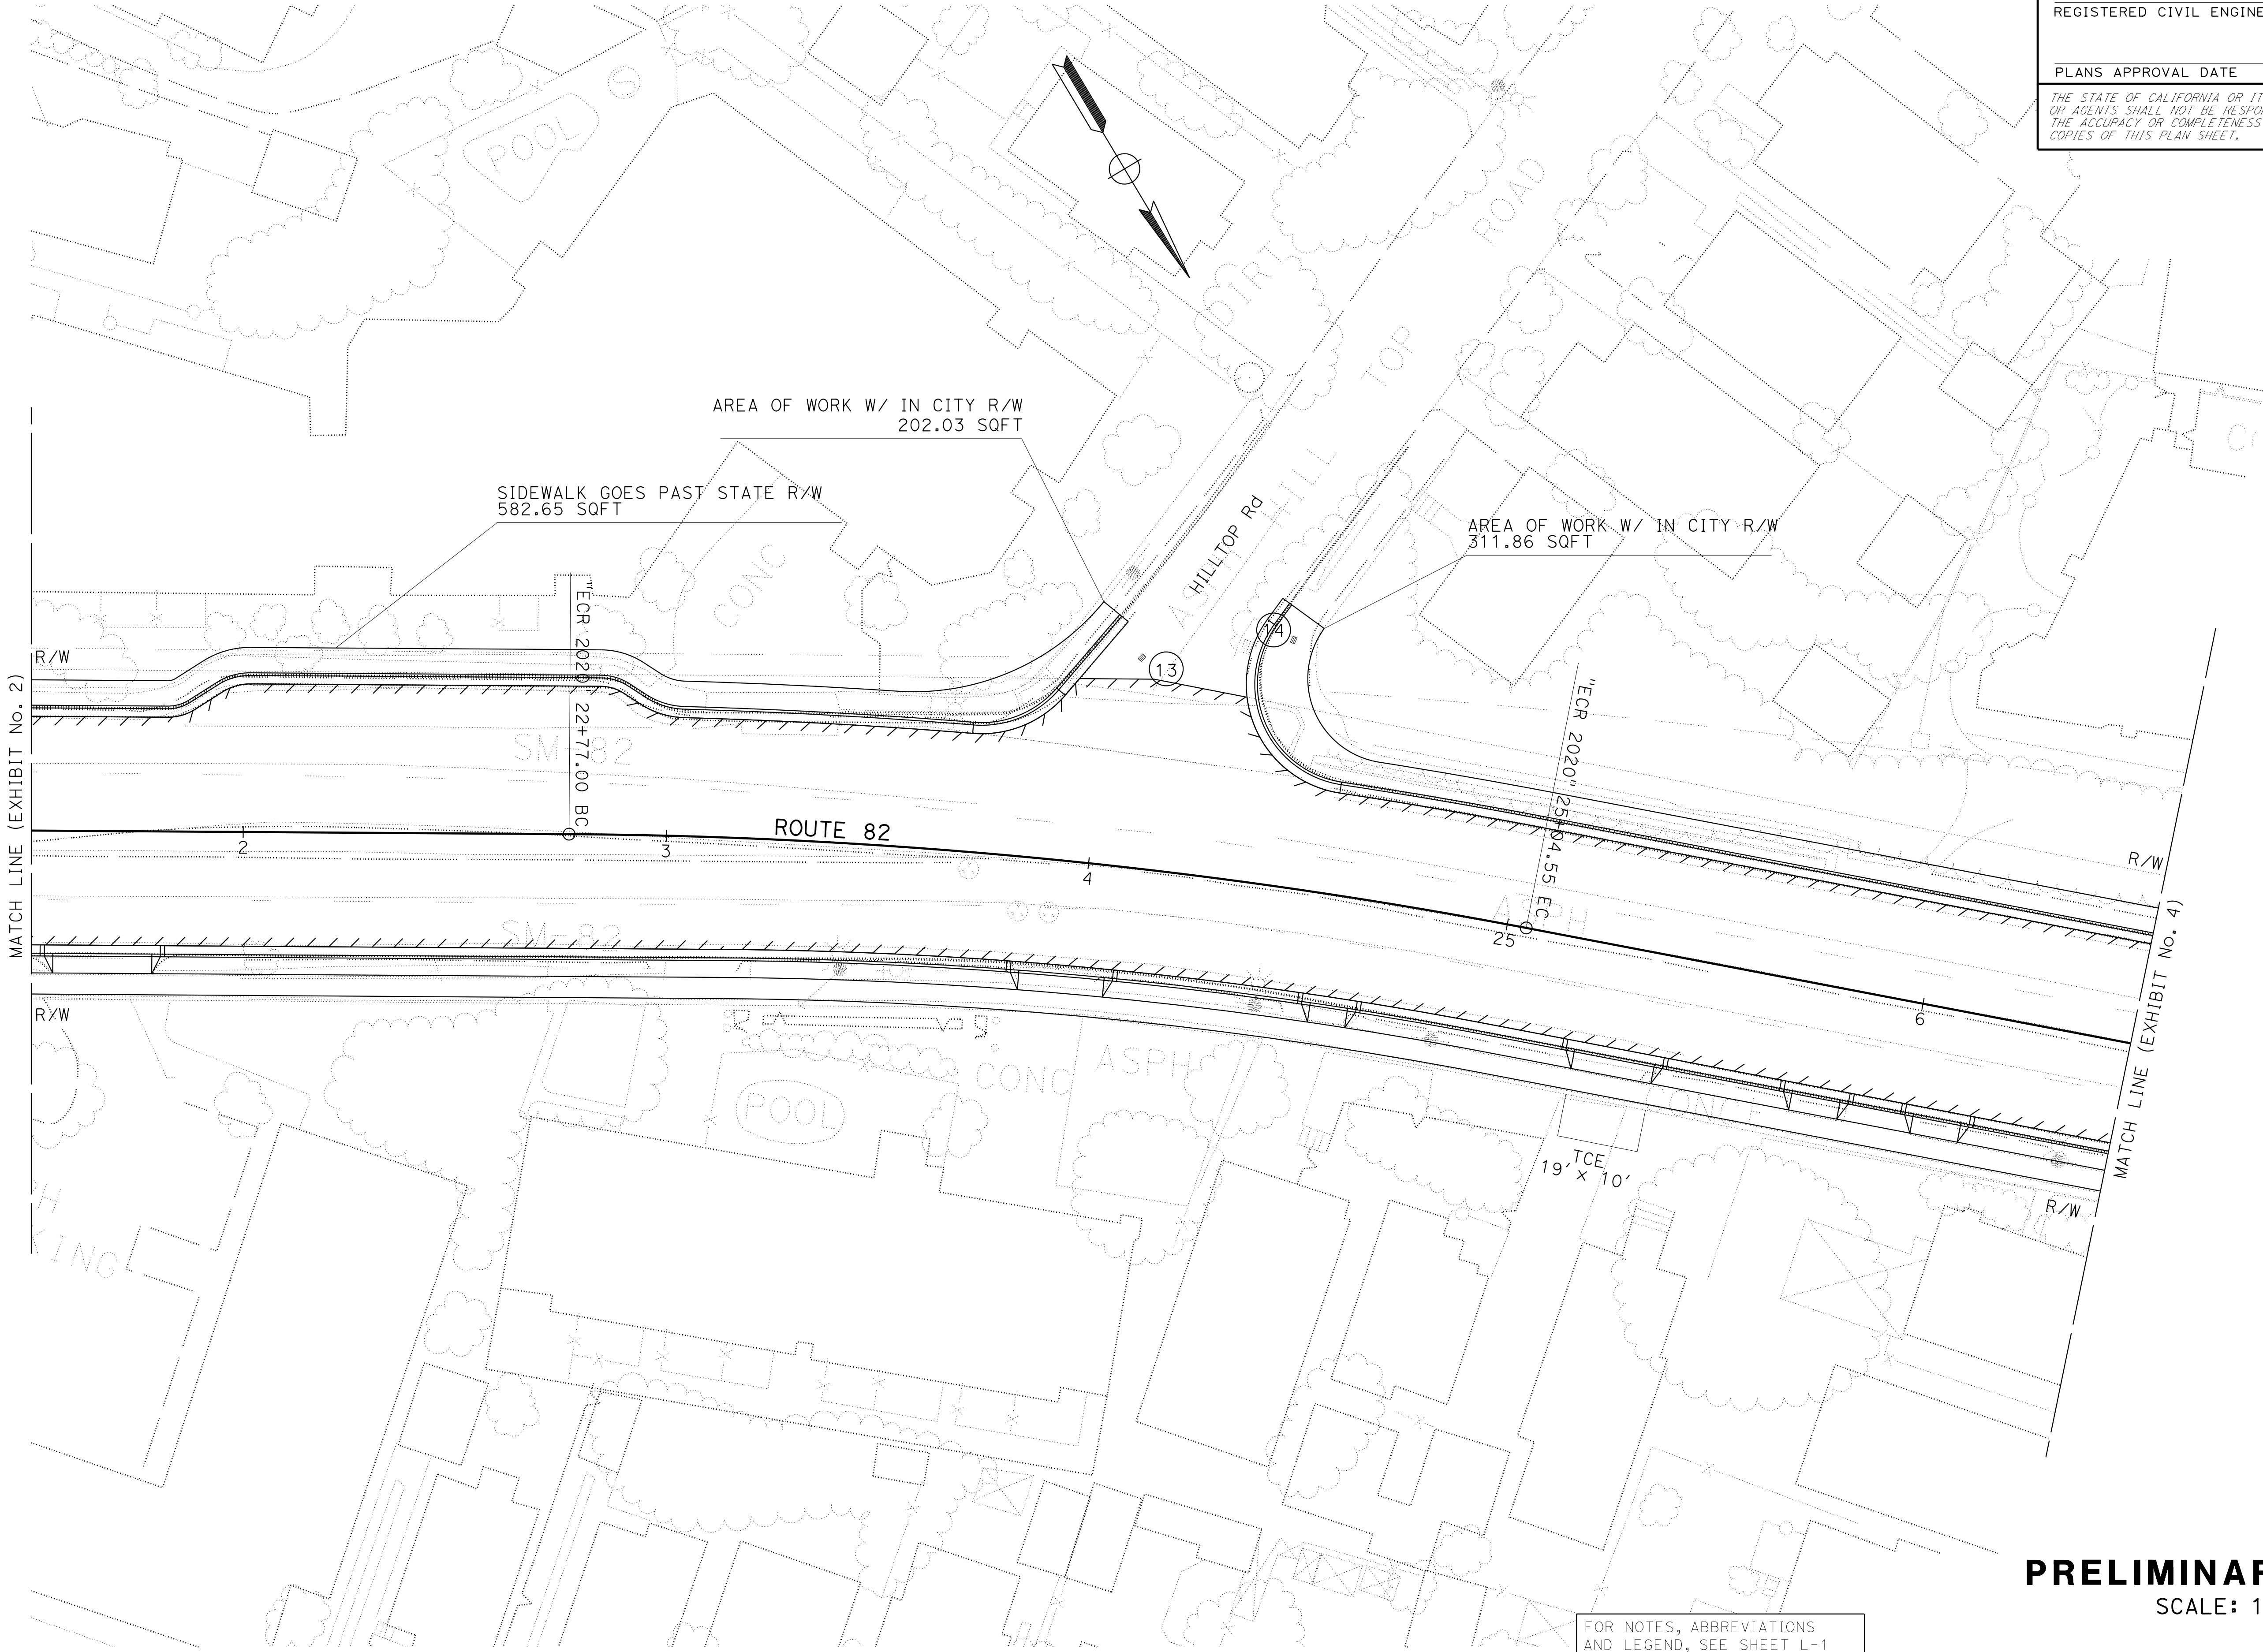 REGISTERED CIVIL
PLANS APPROVAL DATE
THE STATE OF CALIFORNIA OR
OR AGENTS SHALL NOT BE
THE ACCURACY OR COMPLETENESS
COPIES OF THIS PLAN SHEET.
POOL
S
DIRT
ROAD
TOP
HILL
AREA OF WORK W/ IN CITY R/W
202.03 SQFT
SIDEWALK GOES PAST STATE R/W
582.65 SQFT
HILLTOP Rd
AREA OF WORK W/ IN CITY R/W
311.86 SQFT
CONC
14
13
R/W
"ECR 2020" 22+77.00 BC
"ECR 2020" 25+04.55 EC
MATCH LINE (EXHIBIT No. 2)
SM-82
ROUTE 82
2
3
4
25
6
ASPH
R/W
SM-82
MATCH LINE (EXHIBIT No. 4)
R/W
POOL
CONC
ASPH
CONC
TCE
19' X 10'
R/W
PRELIMINAR
SCALE: 1
FOR NOTES, ABBREVIATIONS
AND LEGEND, SEE SHEET L-1